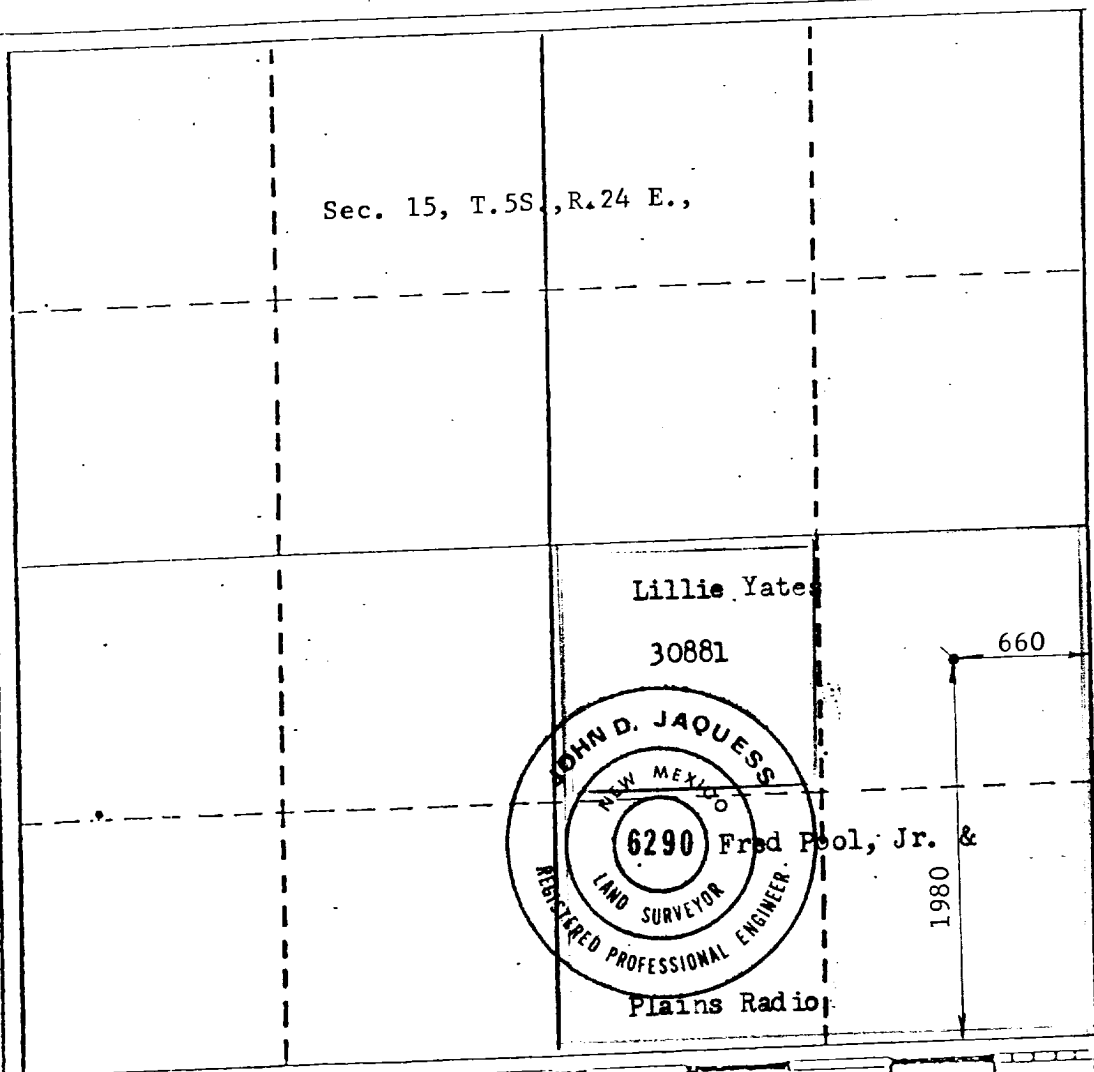 Sec. 15, T.5S.,R.24 E.,
Lillie Yates
30881
660
JOHN D. JAQUESS
NEW MEXICO
6290
LAND SURVEYOR
REGISTERED PROFESSIONAL ENGINEER.
Fred Pool, Jr. &
1980
Plains Radio